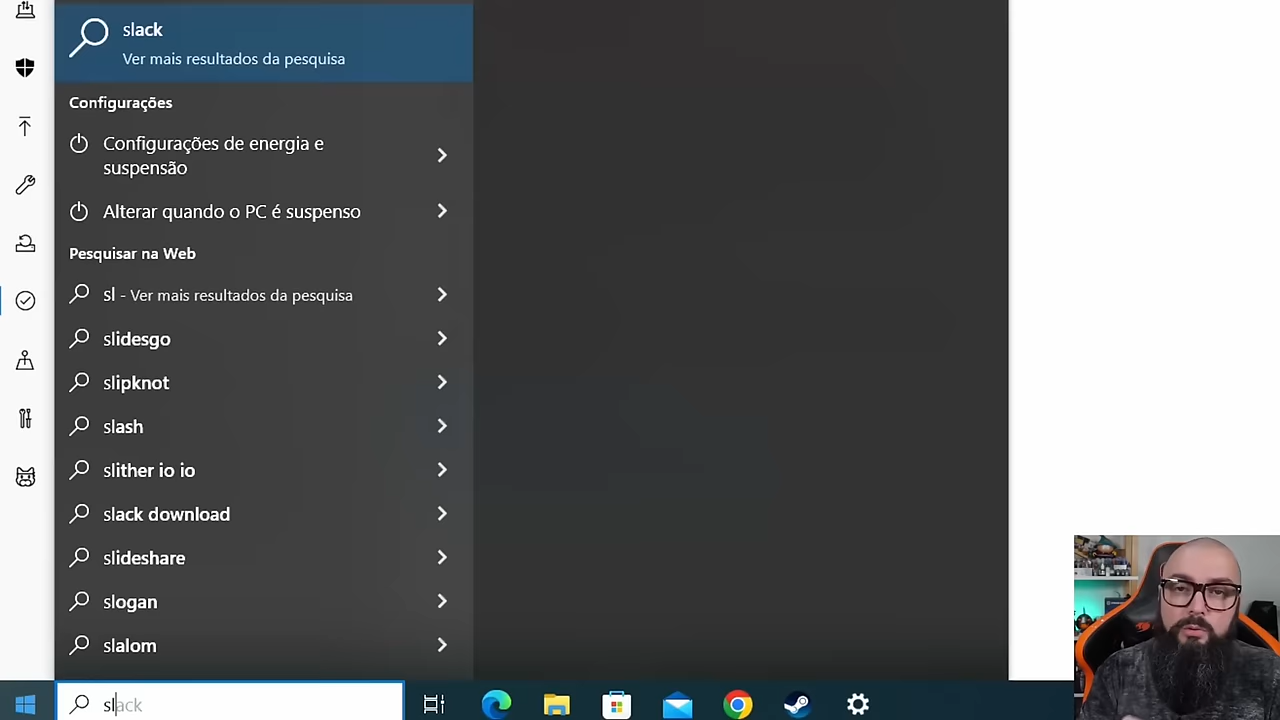 slack
Ver mais resultados da pesquisa
Configurações
Configurações de energia e
suspensão
Alterar quando o PC é suspenso
Pesquisar na Web
sl - Ver mais resultados da pesquisa
slidesgo
slipknot
slash
slither io io
slack download
slideshare
slogan
slalom
slack